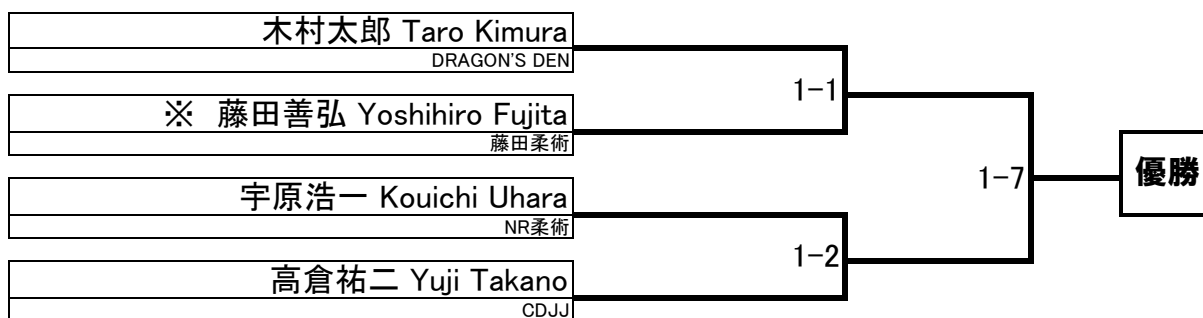 木村太郎 Taro Kimura
DRAGON'S DEN
1-1
※ 藤田善弘 Yoshihiro Fujita
藤田柔術
1-7
優勝
宇原浩一 Kouichi Uhara
NR柔術
1-2
高倉祐二 Yuji Takano
CDJJ